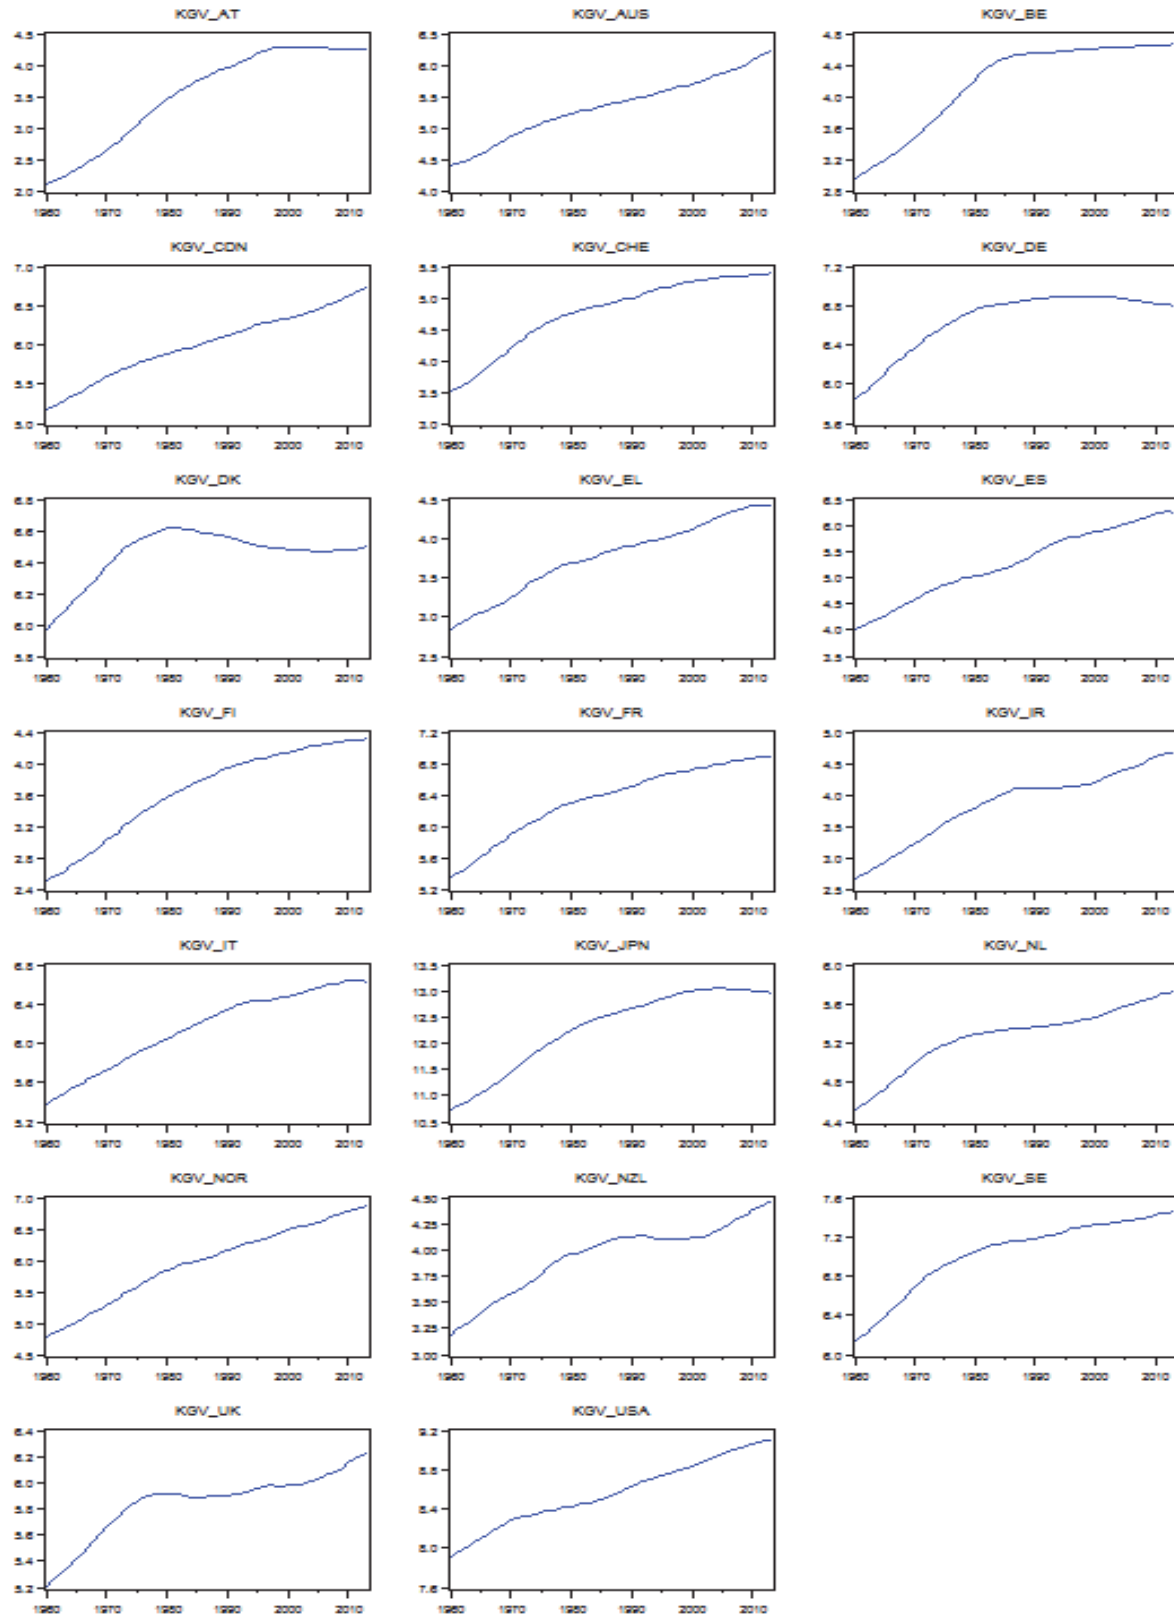 KGV_AT
4.5
4.0
3.5
3.0
2.5
2.0
1960 1970 1980 1990 2000 2010
KGV_AUS
6.5
6.0
5.5
5.0
4.5
4.0
1960 1970 1980 1990 2000 2010
KGV_BE
4.8
4.4
4.0
3.6
3.2
2.8
1960 1970 1980 1990 2000 2010
KGV_CDN
7.0
6.5
6.0
5.5
5.0
1960 1970 1980 1990 2000 2010
KGV_CHE
5.5
5.0
4.5
4.0
3.5
3.0
1960 1970 1980 1990 2000 2010
KGV_DE
7.2
6.8
6.4
6.0
5.6
1960 1970 1980 1990 2000 2010
KGV_DK
6.8
6.6
6.4
6.2
6.0
5.8
1960 1970 1980 1990 2000 2010
KGV_EL
4.5
4.0
3.5
3.0
2.5
1960 1970 1980 1990 2000 2010
KGV_ES
6.5
6.0
5.5
5.0
4.5
4.0
3.5
1960 1970 1980 1990 2000 2010
KGV_FI
4.4
4.0
3.6
3.2
2.8
2.4
1960 1970 1980 1990 2000 2010
KGV_FR
7.2
6.8
6.4
6.0
5.6
5.2
1960 1970 1980 1990 2000 2010
KGV_IR
5.0
4.5
4.0
3.5
3.0
2.5
1960 1970 1980 1990 2000 2010
KGV_IT
6.8
6.4
6.0
5.6
5.2
1960 1970 1980 1990 2000 2010
KGV_JPN
13.5
13.0
12.5
12.0
11.5
11.0
10.5
1960 1970 1980 1990 2000 2010
KGV_NL
6.0
5.6
5.2
4.8
4.4
1960 1970 1980 1990 2000 2010
KGV_NOR
7.0
6.5
6.0
5.5
5.0
4.5
1960 1970 1980 1990 2000 2010
KGV_NZL
4.50
4.25
4.00
3.75
3.50
3.25
3.00
1960 1970 1980 1990 2000 2010
KGV_SE
7.6
7.2
6.8
6.4
6.0
1960 1970 1980 1990 2000 2010
KGV_UK
6.4
6.2
6.0
5.8
5.6
5.4
5.2
1960 1970 1980 1990 2000 2010
KGV_USA
9.2
8.8
8.4
8.0
7.6
1960 1970 1980 1990 2000 2010